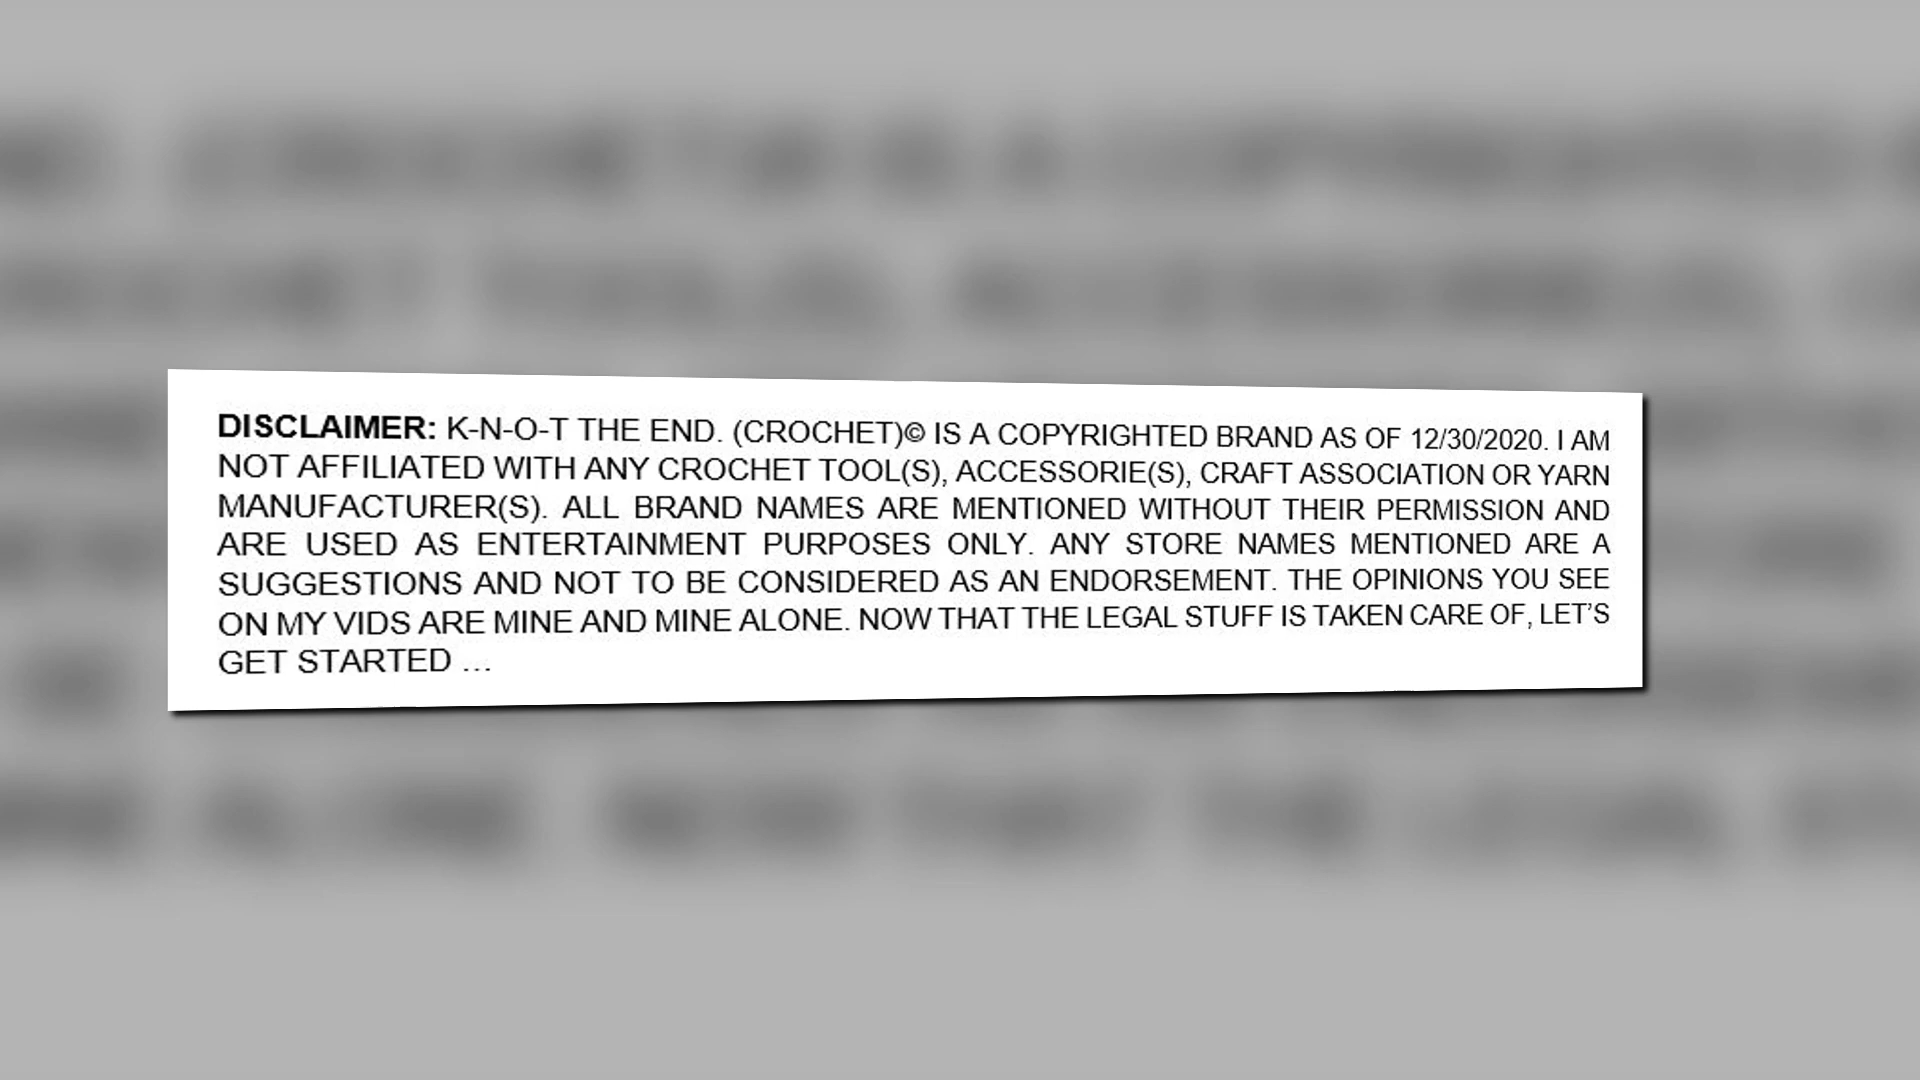 DISCLAIMER: K-N-O-T THE END. (CROCHET)© IS A COPYRIGHTED BRAND AS OF 12/30/2020. I AM
NOT AFFILIATED WITH ANY CROCHET TOOL(S), ACCESSORIE(S), CRAFT ASSOCIATION OR YARN
MANUFACTURER(S). ALL BRAND NAMES ARE MENTIONED WITHOUT THEIR PERMISSION AND
ARE USED AS ENTERTAINMENT PURPOSES ONLY. ANY STORE NAMES MENTIONED ARE A
SUGGESTIONS AND NOT TO BE CONSIDERED AS AN ENDORSEMENT. THE OPINIONS YOU SEE
ON MY VIDS ARE MINE AND MINE ALONE. NOW THAT THE LEGAL STUFF IS TAKEN CARE OF, LET'S
GET STARTED …